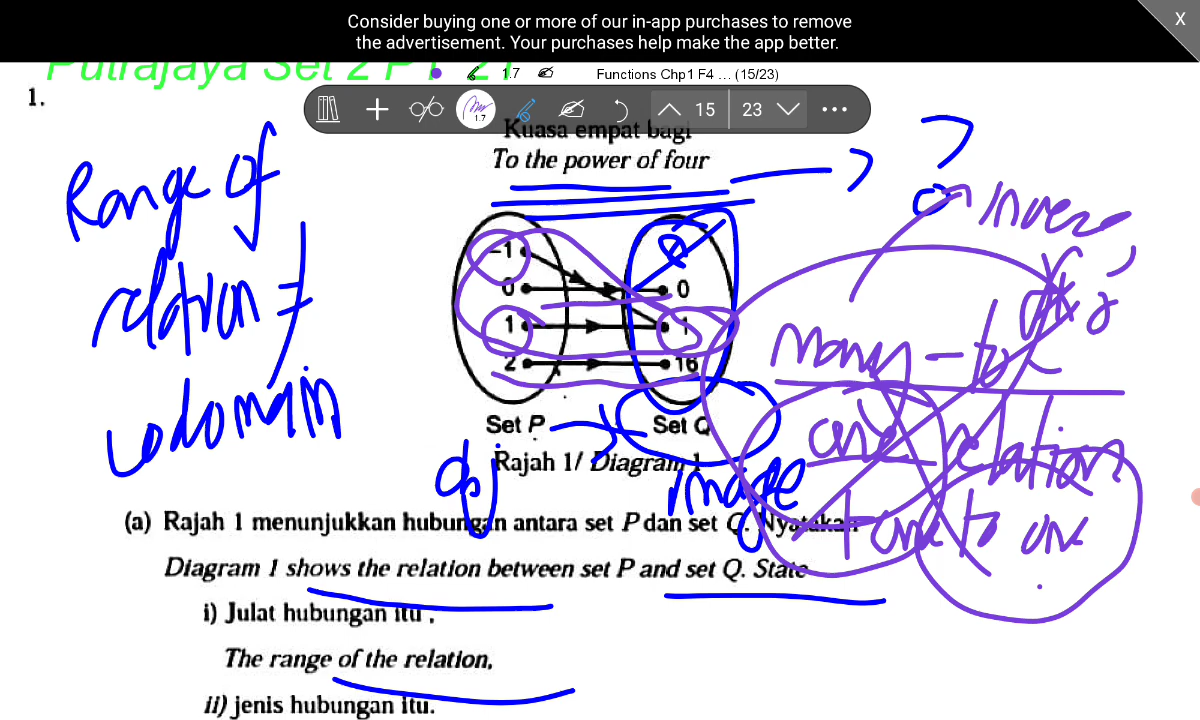 Consider buying one or more of our in-app purchases to remove
the advertisement. Your purchases help make the app better.
X
Putrajaya Set 2 P1 21
1.7 Functions Chp1 F4 ... (15/23)
1.7
15 23
1.
Kuasa empat bagi
To the power of four
Range of
relation ≠
codomain
?
inverse
-1
0
1
2
0
1
16
many-to
one relation
≠ one to one
Set P
Set Q
obj
image
Rajah 1/ Diagram 1
(a) Rajah 1 menunjukkan hubungan antara set P dan set Q. Nyatakan
Diagram 1 shows the relation between set P and set Q. State
i) Julat hubungan itu.
The range of the relation,
ii) jenis hubungan itu.